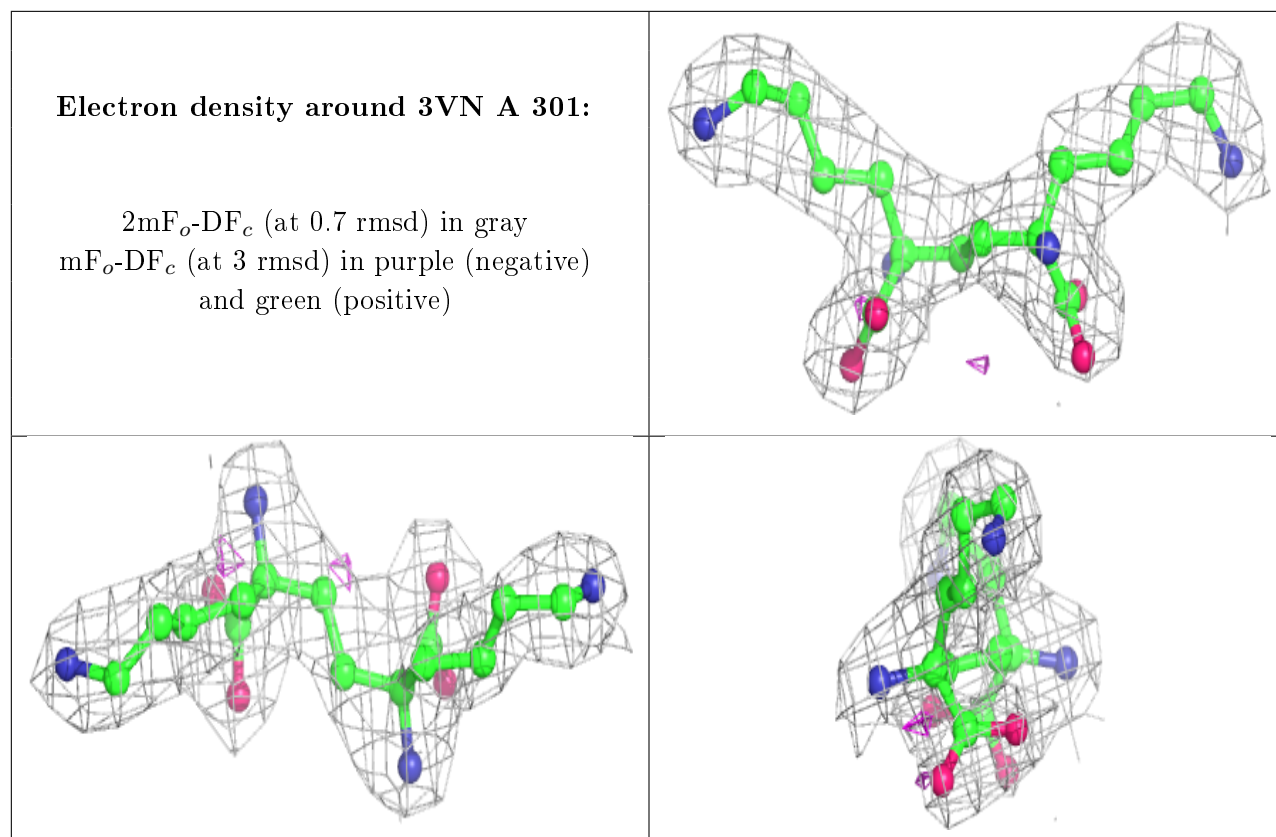 Electron density around 3VN A 301:
2mFo-DFc (at 0.7 rmsd) in gray
mFo-DFc (at 3 rmsd) in purple (negative)
and green (positive)